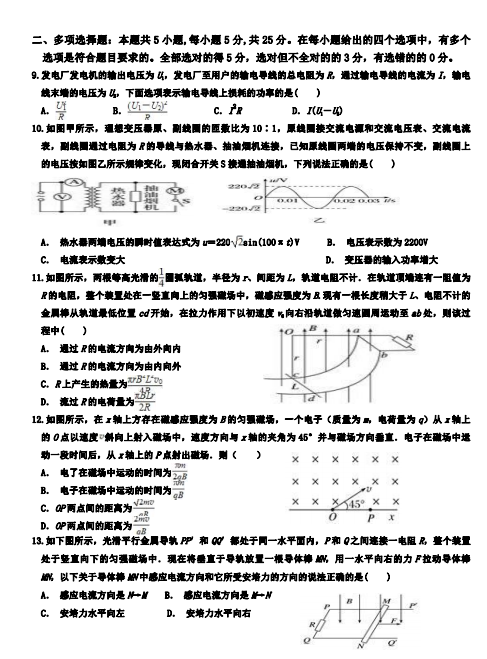 二、多项选择题：本题共5小题,每小题5分,共25分。在每小题给出的四个选项中，有多个
选项是符合题目要求的。全部选对的得5分，选对但不全对的的3分，有选错的的0分。
9.发电厂发电机的输出电压为U₁，发电厂至用户的输电导线的总电阻为R，通过输电导线的电流为I，输电
线末端的电压为U₂，下面选项表示输电导线上损耗的功率的是( )
A. U₁²/R B. (U₁－U₂)²/R C. I²R D. I(U₁－U₂)
10.如图甲所示，理想变压器原、副线圈的匝数比为10∶1，原线圈接交流电源和交流电压表、交流电流
表，副线圈通过电阻为R的导线与热水器、抽油烟机连接，已知原线圈两端的电压保持不变，副线圈上
的电压按如图乙所示规律变化，现闭合开关S接通抽油烟机，下列说法正确的是( )
A V R 热水器 抽油烟机 M S
甲
u/V 220√2 O －220√2 0.01 0.02 0.03 t/s
乙
A. 热水器两端电压的瞬时值表达式为u＝220√2sin(100πt)V B. 电压表示数为2200V
C. 电流表示数变大 D. 变压器的输入功率增大
11.如图所示，两根等高光滑的1/4圆弧轨道，半径为r、间距为L，轨道电阻不计．在轨道顶端连有一阻值为
R的电阻，整个装置处在一竖直向上的匀强磁场中，磁感应强度为B.现有一根长度稍大于L、电阻不计的
金属棒从轨道最低位置cd开始，在拉力作用下以初速度v₀向右沿轨道做匀速圆周运动至ab处，则该过
程中( )
A. 通过R的电流方向为由外向内
B. 通过R的电流方向为由内向外
C. R上产生的热量为πrB²L²v₀/4R
D. 流过R的电荷量为πBLr/2R
O B a R r r b c L d
12.如图所示，在x轴上方存在磁感应强度为B的匀强磁场，一个电子（质量为m，电荷量为q）从x轴上
的O点以速度v斜向上射入磁场中，速度方向与x轴的夹角为45°并与磁场方向垂直．电子在磁场中运
动一段时间后，从x轴上的P点射出磁场．则（ ）
A. 电了在磁场中运动的时间为πm/2qB
B. 电子在磁场中运动的时间为πm/qB
C. OP两点间的距离为√2mv/qB
D. OP两点间的距离为2mv/qB
v 45° O P x
13.如下图所示，光滑平行金属导轨PP′和QQ′都处于同一水平面内，P和Q之间连接一电阻R，整个装置
处于竖直向下的匀强磁场中．现在将垂直于导轨放置一根导体棒MN，用一水平向右的力F拉动导体棒
MN，以下关于导体棒MN中感应电流方向和它所受安培力的方向的说法正确的是( )
A. 感应电流方向是N→M B. 感应电流方向是M→N
C. 安培力水平向左 D. 安培力水平向右
P B M P′ R F Q N Q′